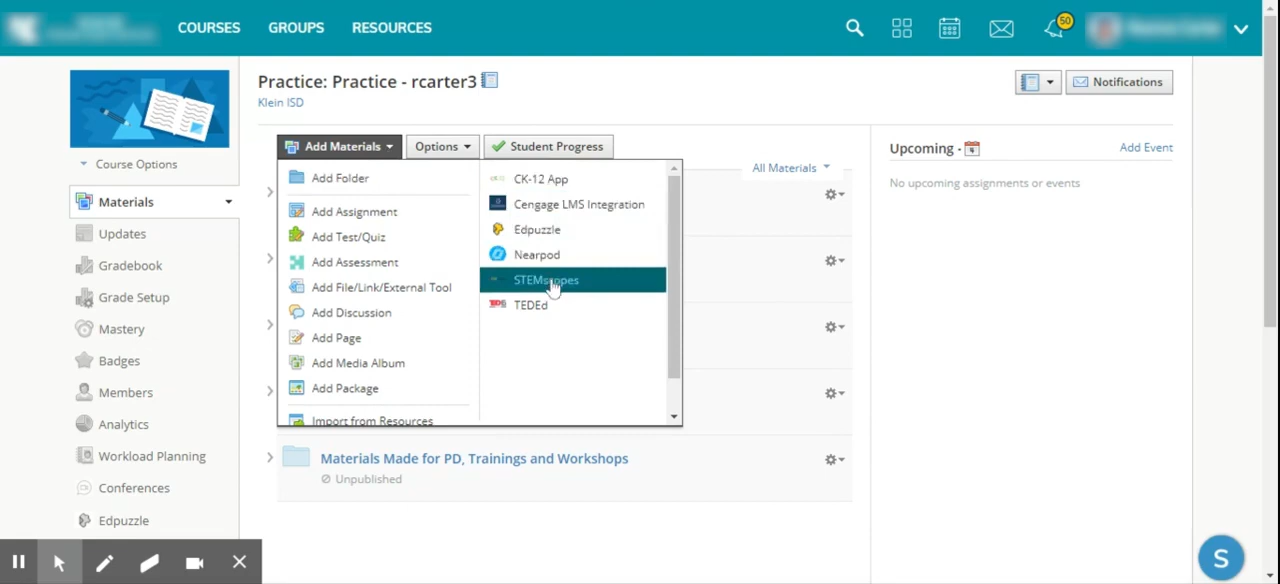 COURSES
GROUPS
RESOURCES
50
Practice: Practice - rcarter3
Klein ISD
Notifications
Course Options
Materials
Updates
Gradebook
Grade Setup
Mastery
Badges
Members
Analytics
Workload Planning
Conferences
Edpuzzle
Add Materials
Options
Student Progress
All Materials
Add Folder
Add Assignment
Add Test/Quiz
Add Assessment
Add File/Link/External Tool
Add Discussion
Add Page
Add Media Album
Add Package
Import from Resources
CK-12 App
Cengage LMS Integration
Edpuzzle
Nearpod
STEMscopes
TEDEd
Materials Made for PD, Trainings and Workshops
Unpublished
Upcoming -
Add Event
No upcoming assignments or events
S